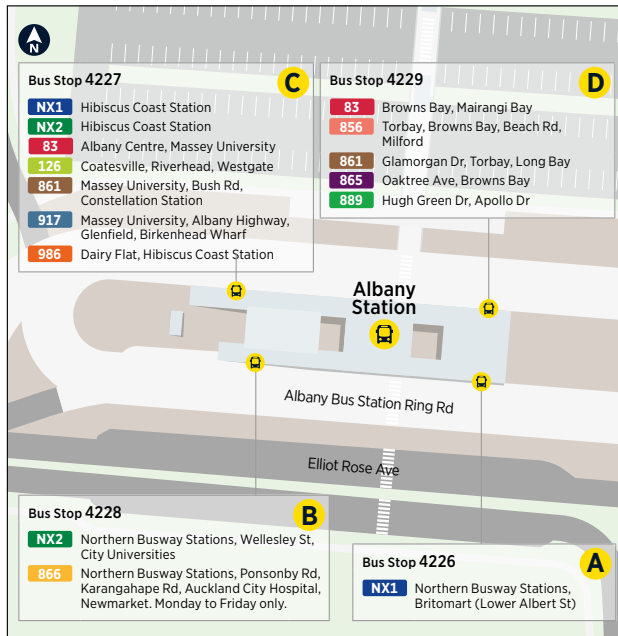 N
Bus Stop 4227
C
NX1 Hibiscus Coast Station
NX2 Hibiscus Coast Station
83 Albany Centre, Massey University
126 Coatesville, Riverhead, Westgate
861 Massey University, Bush Rd,
Constellation Station
917 Massey University, Albany Highway,
Glenfield, Birkenhead Wharf
986 Dairy Flat, Hibiscus Coast Station
Bus Stop 4229
D
83 Browns Bay, Mairangi Bay
856 Torbay, Browns Bay, Beach Rd,
Milford
861 Glamorgan Dr, Torbay, Long Bay
865 Oaktree Ave, Browns Bay
889 Hugh Green Dr, Apollo Dr
Albany
Station
Albany Bus Station Ring Rd
Elliot Rose Ave
Bus Stop 4228
B
NX2 Northern Busway Stations, Wellesley St,
City Universities
866 Northern Busway Stations, Ponsonby Rd,
Karangahape Rd, Auckland City Hospital,
Newmarket. Monday to Friday only.
Bus Stop 4226
A
NX1 Northern Busway Stations,
Britomart (Lower Albert St)